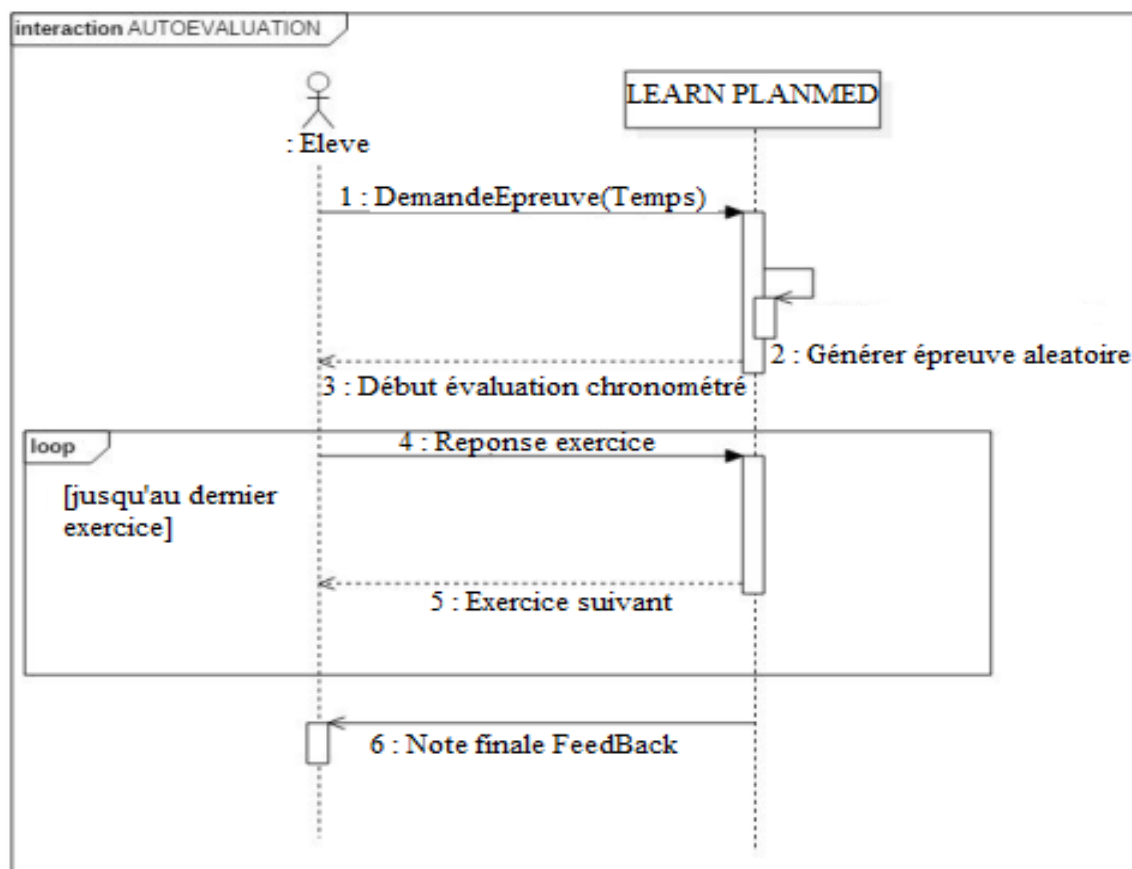 interaction AUTOEVALUATION
LEARN PLANMED
: Eleve
1 : DemandeEpreuve(Temps)
2 : Générer épreuve aleatoire
3 : Début évaluation chronométré
loop
4 : Reponse exercice
[jusqu'au dernier
exercice]
5 : Exercice suivant
6 : Note finale FeedBack